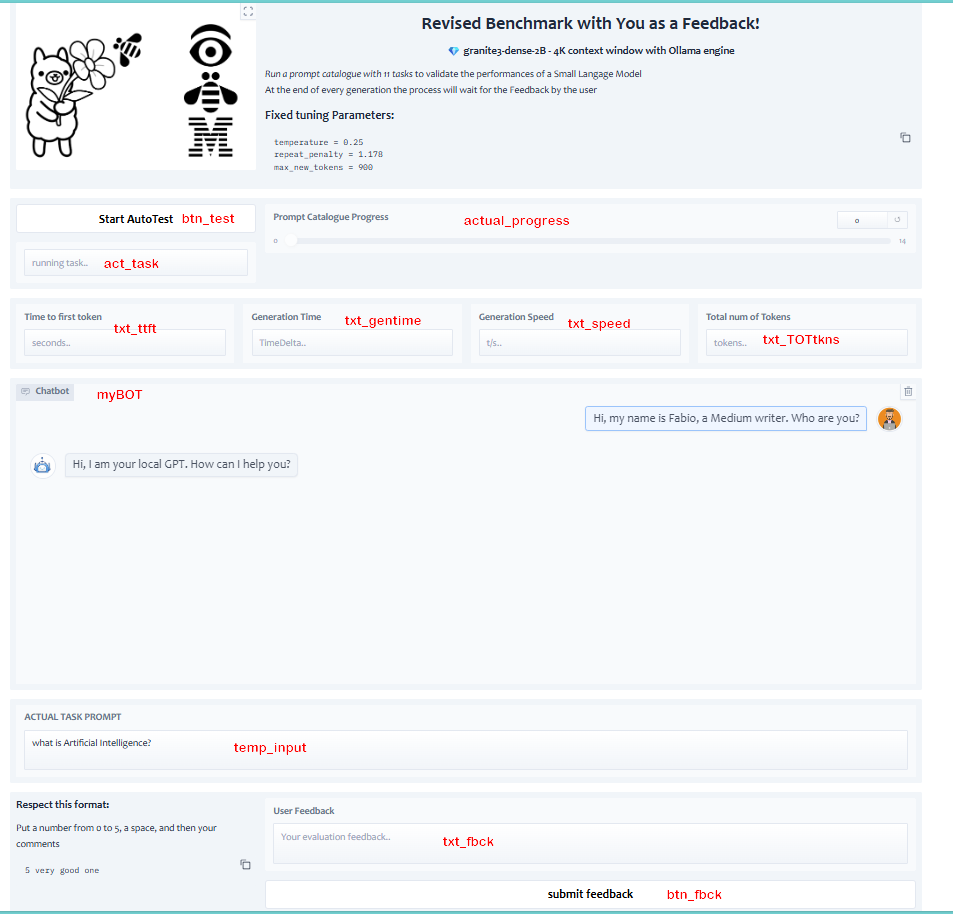 Revised Benchmark with You as a Feedback!
💎 granite3-dense-2B - 4K context window with Ollama engine
Run a prompt catalogue with 11 tasks to validate the performances of a Small Langage Model
At the end of every generation the process will wait for the Feedback by the user
Fixed tuning Parameters:
temperature = 0.25
repeat_penalty = 1.178
max_new_tokens = 900
M
Start AutoTest btn_test
Prompt Catalogue Progress actual_progress 0
0 14
running task.. act_task
Time to first token
txt_ttft
seconds..
Generation Time txt_gentime
TimeDelta..
Generation Speed txt_speed
t/s..
Total num of Tokens
tokens.. txt_TOTtkns
Chatbot myBOT
Hi, my name is Fabio, a Medium writer. Who are you?
Hi, I am your local GPT. How can I help you?
ACTUAL TASK PROMPT
what is Artificial Intelligence? temp_input
Respect this format:
Put a number from 0 to 5, a space, and then your
comments
5 very good one
User Feedback
Your evaluation feedback.. txt_fbck
submit feedback btn_fbck